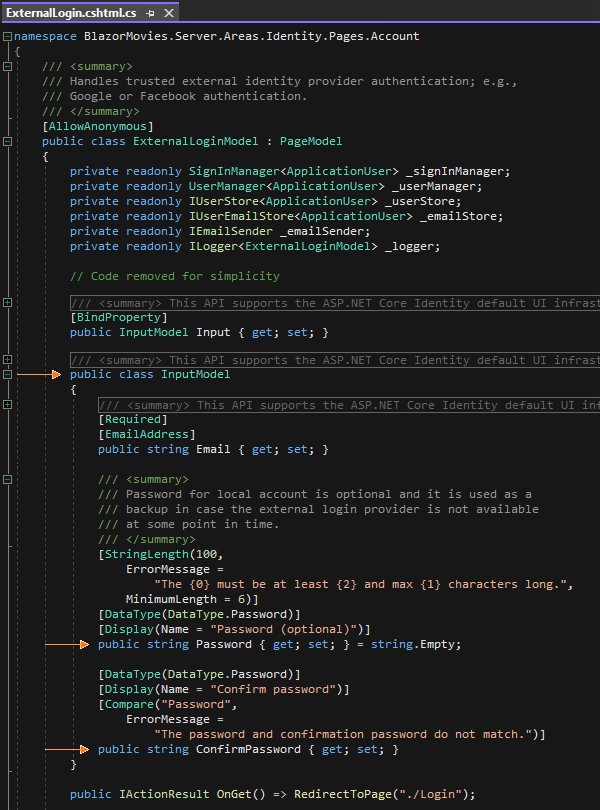 ExternalLogin.cshtml.cs
namespace BlazorMovies.Server.Areas.Identity.Pages.Account
{
/// <summary>
/// Handles trusted external identity provider authentication; e.g.,
/// Google or Facebook authentication.
/// </summary>
[AllowAnonymous]
public class ExternalLoginModel : PageModel
{
private readonly SignInManager<ApplicationUser> _signInManager;
private readonly UserManager<ApplicationUser> _userManager;
private readonly IUserStore<ApplicationUser> _userStore;
private readonly IUserEmailStore<ApplicationUser> _emailStore;
private readonly IEmailSender _emailSender;
private readonly ILogger<ExternalLoginModel> _logger;
// Code removed for simplicity
/// <summary> This API supports the ASP.NET Core Identity default UI infrast
[BindProperty]
public InputModel Input { get; set; }
/// <summary> This API supports the ASP.NET Core Identity default UI infrast
public class InputModel
{
/// <summary> This API supports the ASP.NET Core Identity default UI inf
[Required]
[EmailAddress]
public string Email { get; set; }
/// <summary>
/// Password for local account is optional and it is used as a
/// backup in case the external login provider is not available
/// at some point in time.
/// </summary>
[StringLength(100,
ErrorMessage =
"The {0} must be at least {2} and max {1} characters long.",
MinimumLength = 6)]
[DataType(DataType.Password)]
[Display(Name = "Password (optional)")]
public string Password { get; set; } = string.Empty;
[DataType(DataType.Password)]
[Display(Name = "Confirm password")]
[Compare("Password",
ErrorMessage =
"The password and confirmation password do not match.")]
public string ConfirmPassword { get; set; }
}
public IActionResult OnGet() => RedirectToPage("./Login");